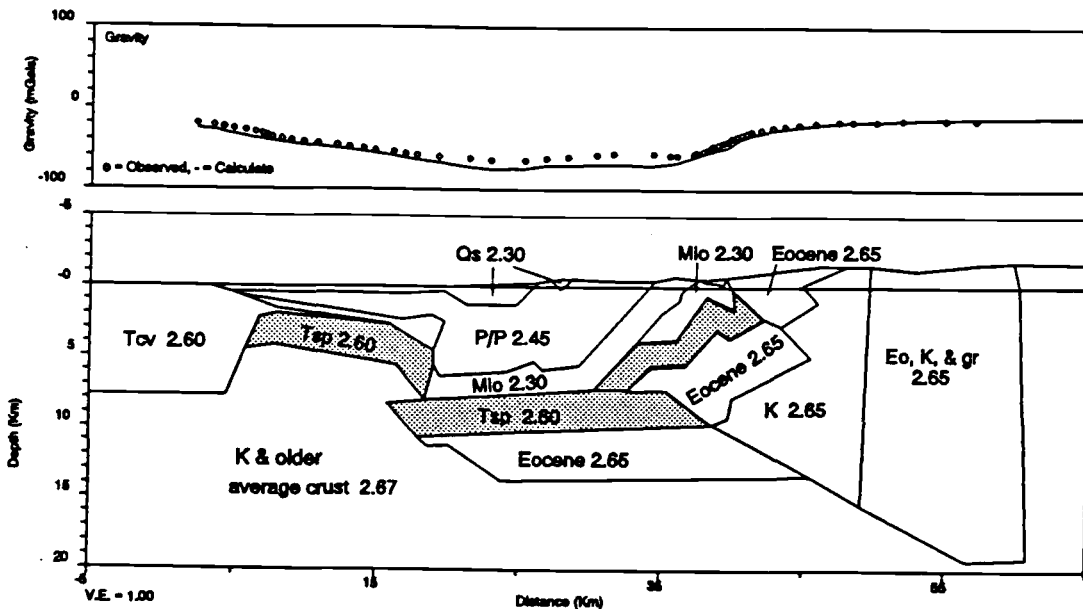 100
Gravity
Gravity (mGals)
0
o = Observed, - = Calculate
-100
-5
Qs 2.30
Mio 2.30
Eocene 2.65
-0
Tcv 2.60
Tsp 2.60
P/P 2.45
5
Eo, K, & gr
2.65
Mio 2.30
Eocene 2.65
Depth (Km)
10
Tsp 2.60
K 2.65
K & older
average crust 2.67
Eocene 2.65
15
20
-5
15
35
55
V.E. = 1.00
Distance (Km)